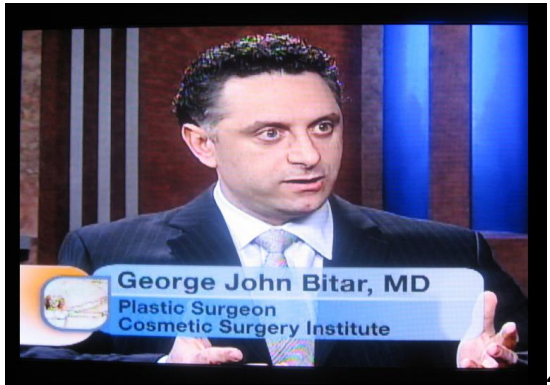 George John Bitar, MD
Plastic Surgeon
Cosmetic Surgery Institute